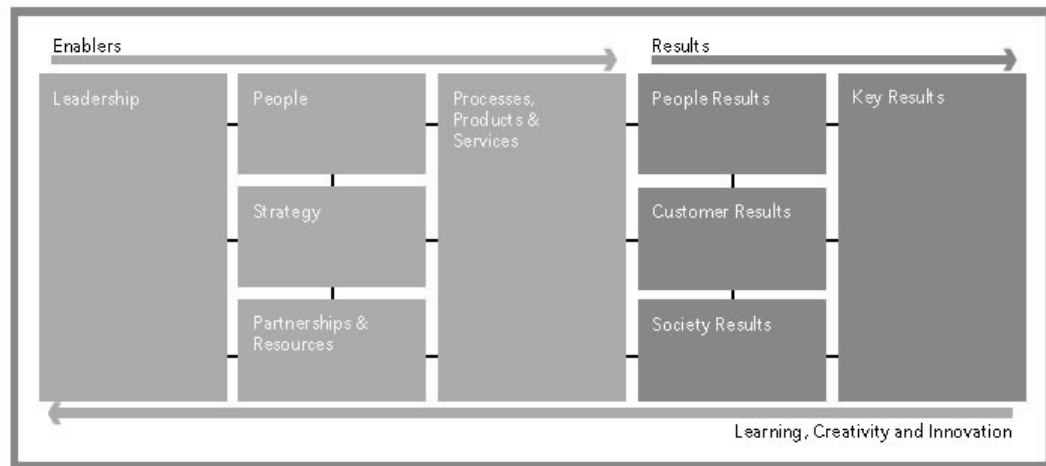 Enablers
Results
Leadership
People
Processes,
Products &
Services
People Results
Key Results
Strategy
Customer Results
Partnerships &
Resources
Society Results
Learning, Creativity and Innovation